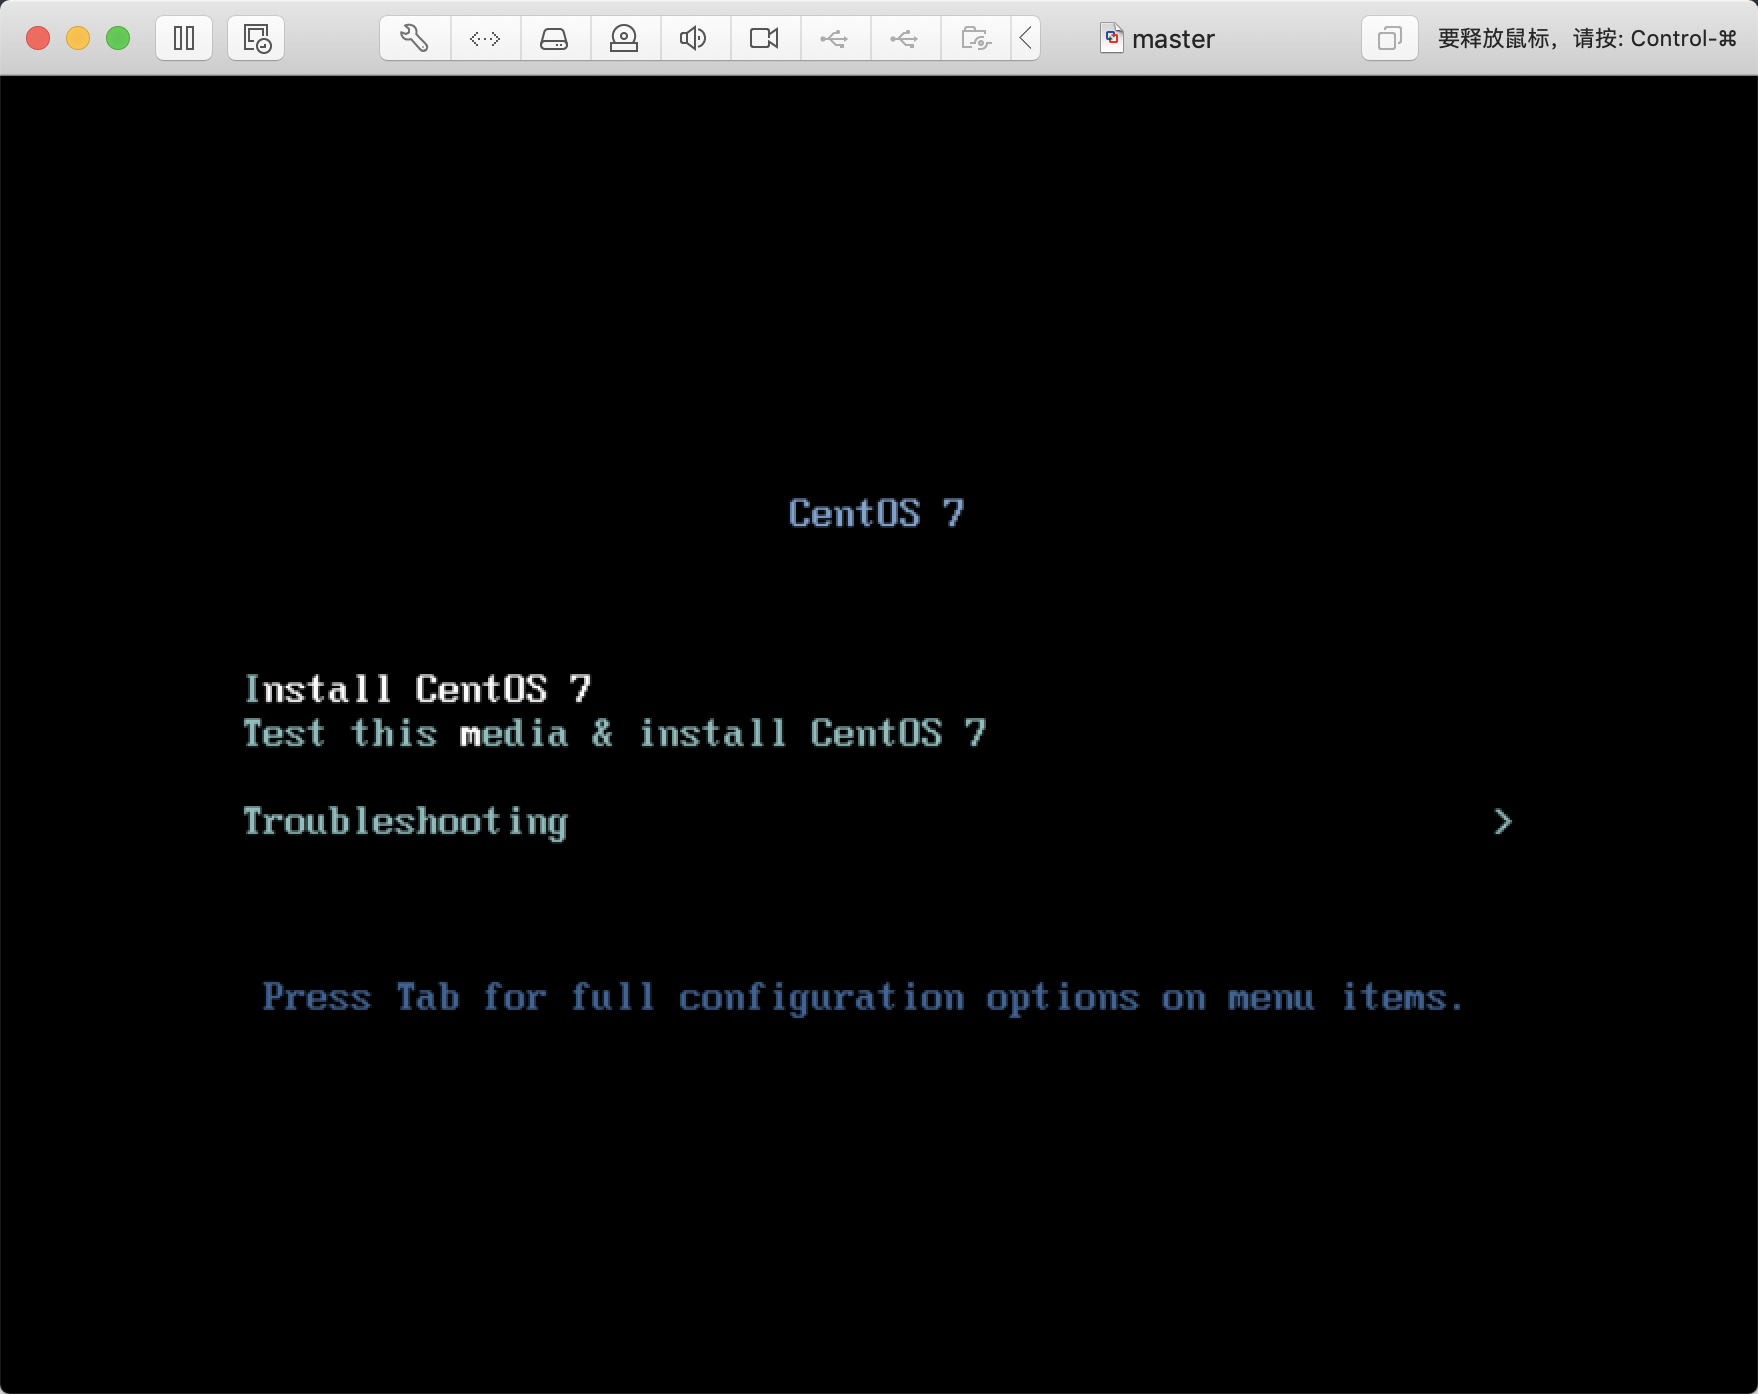 master
要释放鼠标，请按: Control-⌘
CentOS 7
Install CentOS 7
Test this media & install CentOS 7
Troubleshooting >
Press Tab for full configuration options on menu items.